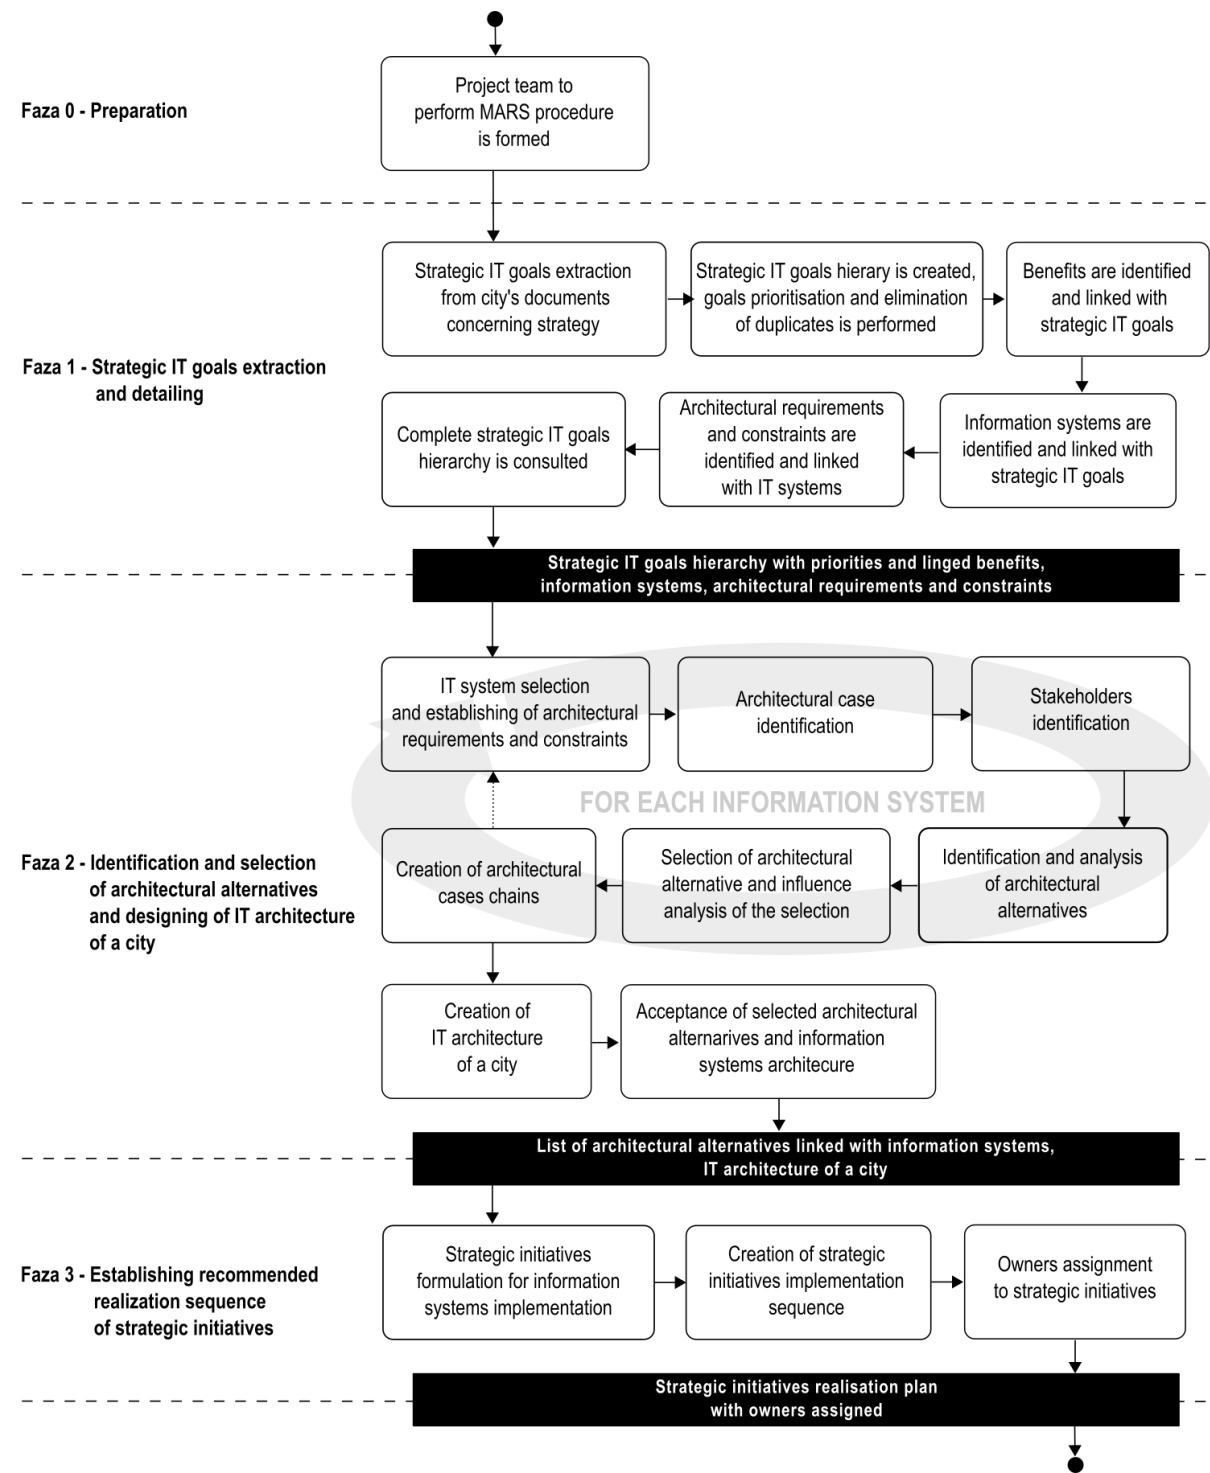 Project team to
perform MARS procedure
is formed
Faza 0 - Preparation
Strategic IT goals extraction
from city's documents
concerning strategy
Strategic IT goals hierary is created,
goals prioritisation and elimination
of duplicates is performed
Benefits are identified
and linked with
strategic IT goals
Faza 1 - Strategic IT goals extraction
and detailing
Complete strategic IT goals
hierarchy is consulted
Architectural requirements
and constraints are
identified and linked
with IT systems
Information systems are
identified and linked with
strategic IT goals
Strategic IT goals hierarchy with priorities and linged benefits,
information systems, architectural requirements and constraints
IT system selection
and establishing of architectural
requirements and constraints
Architectural case
identification
Stakeholders
identification
FOR EACH INFORMATION SYSTEM
Faza 2 - Identification and selection
of architectural alternatives
and designing of IT architecture
of a city
Creation of architectural
cases chains
Selection of architectural
alternative and influence
analysis of the selection
Identification and analysis
of architectural
alternatives
Creation of
IT architecture
of a city
Acceptance of selected architectural
alternarives and information
systems architecure
List of architectural alternatives linked with information systems,
IT architecture of a city
Faza 3 - Establishing recommended
realization sequence
of strategic initiatives
Strategic initiatives
formulation for information
systems implementation
Creation of strategic
initiatives implementation
sequence
Owners assignment
to strategic initiatives
Strategic initiatives realisation plan
with owners assigned